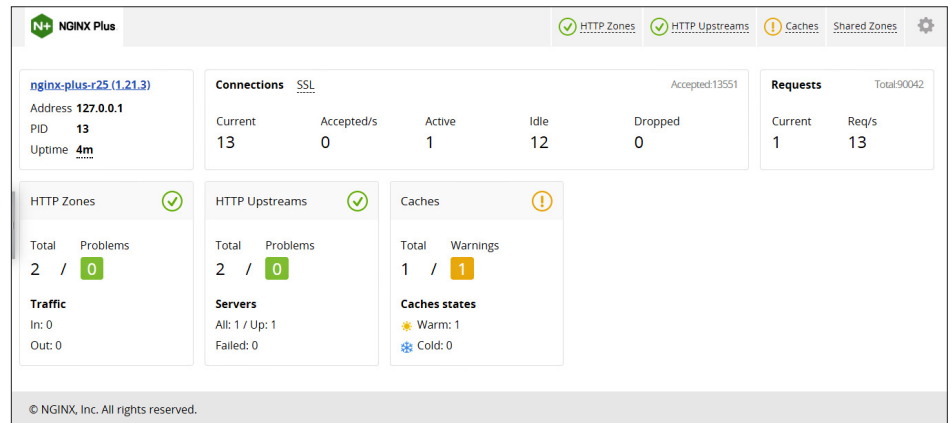 N+ NGINX Plus HTTP Zones HTTP Upstreams Caches Shared Zones
nginx-plus-r25 (1.21.3)
Address 127.0.0.1
PID 13
Uptime 4m
Connections SSL Accepted:13551
Current Accepted/s Active Idle Dropped
13 0 1 12 0
Requests Total:90042
Current Req/s
1 13
HTTP Zones
Total Problems
2 / 0
Traffic
In: 0
Out: 0
HTTP Upstreams
Total Problems
2 / 0
Servers
All: 1 / Up: 1
Failed: 0
Caches
Total Warnings
1 / 1
Caches states
Warm: 1
Cold: 0
© NGINX, Inc. All rights reserved.